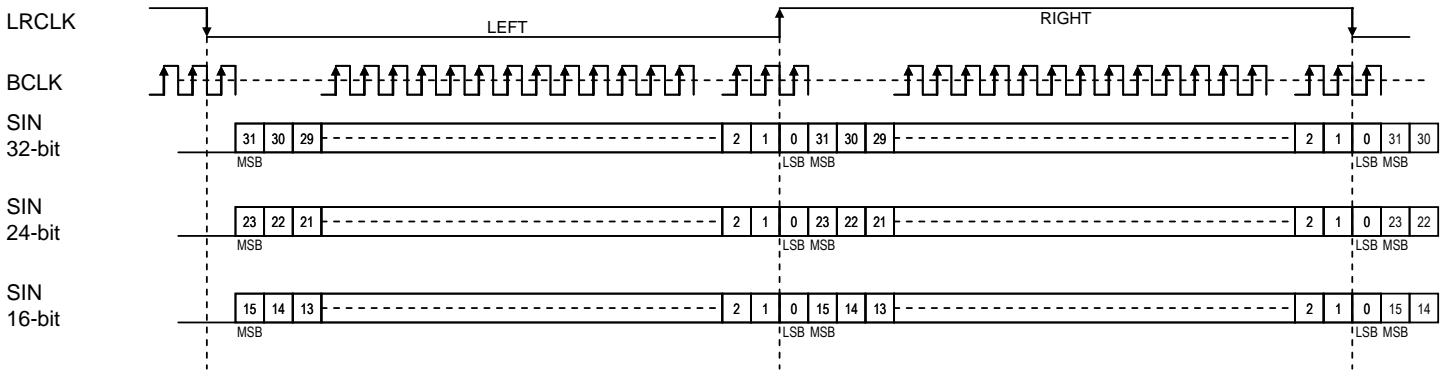 LRCLK
LEFT
RIGHT
BCLK
SIN
32-bit
31 30 29 2 1 0 31 30 29 2 1 0 31 30
MSB LSB MSB LSB MSB
SIN
24-bit
23 22 21 2 1 0 23 22 21 2 1 0 23 22
MSB LSB MSB LSB MSB
SIN
16-bit
15 14 13 2 1 0 15 14 13 2 1 0 15 14
MSB LSB MSB LSB MSB